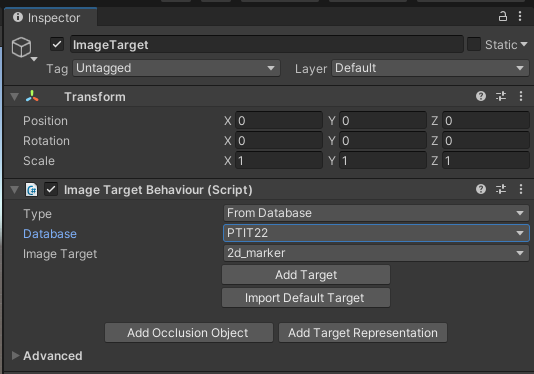 Inspector
ImageTarget
Static
Tag Untagged Layer Default
Transform
Position X 0 Y 0 Z 0
Rotation X 0 Y 0 Z 0
Scale X 1 Y 1 Z 1
Image Target Behaviour (Script)
Type From Database
Database PTIT22
Image Target 2d_marker
Add Target
Import Default Target
Add Occlusion Object Add Target Representation
Advanced